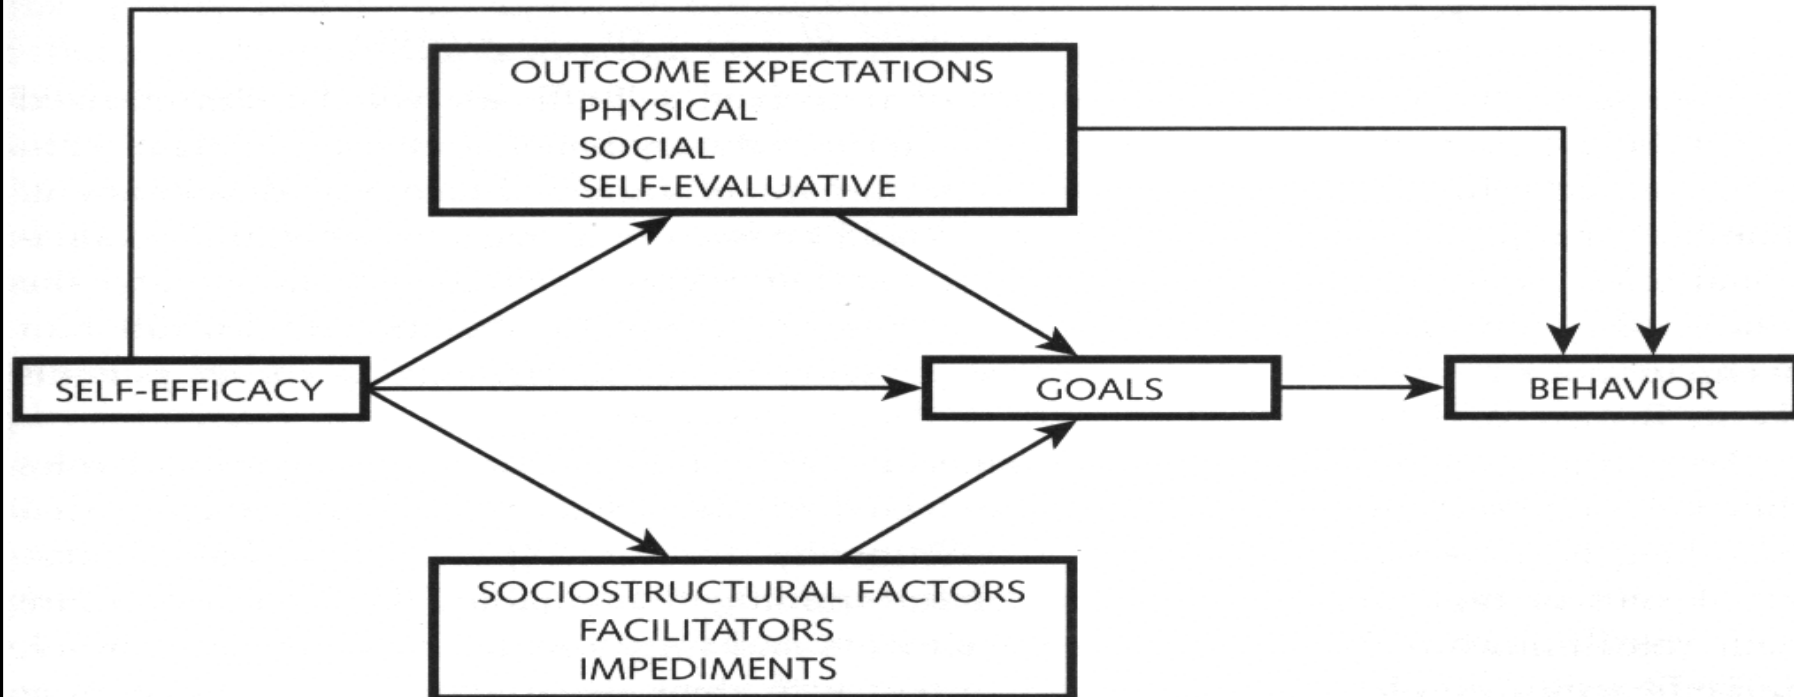 OUTCOME EXPECTATIONS
PHYSICAL
SOCIAL
SELF-EVALUATIVE
SELF-EFFICACY
GOALS
BEHAVIOR
SOCIOSTRUCTURAL FACTORS
FACILITATORS
IMPEDIMENTS